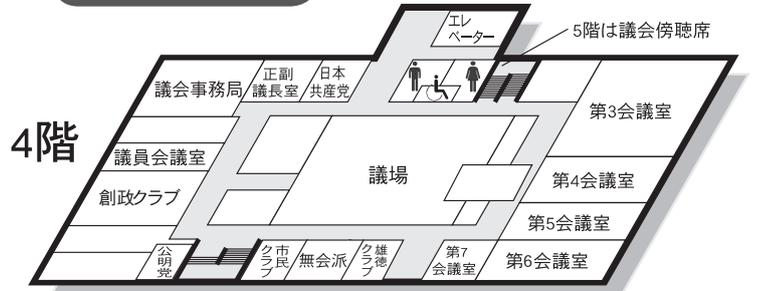 エレ
ベーター
5階は議会傍聴席
議会事務局
正副
議長室
日本
共産党
第3会議室
4階
議員会議室
議場
第4会議室
創政クラブ
第5会議室
公明党
市民
クラブ
無会派
雄徳
クラブ
第7
会議室
第6会議室